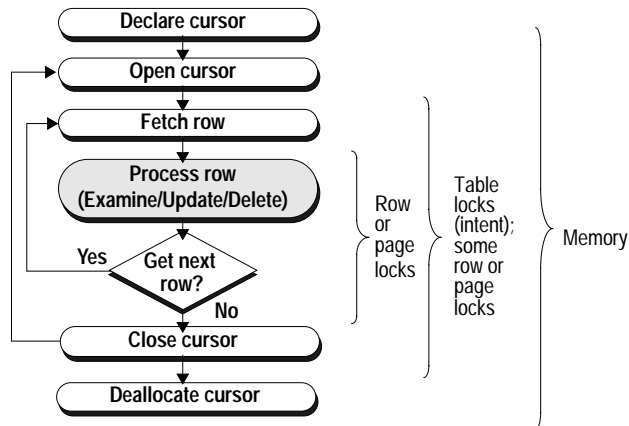 Declare cursor
Open cursor
Fetch row
Process row
(Examine/Update/Delete)
Yes
Get next
row?
No
Close cursor
Deallocate cursor
Row
or
page
locks
Table
locks
(intent);
some
row or
page
locks
Memory